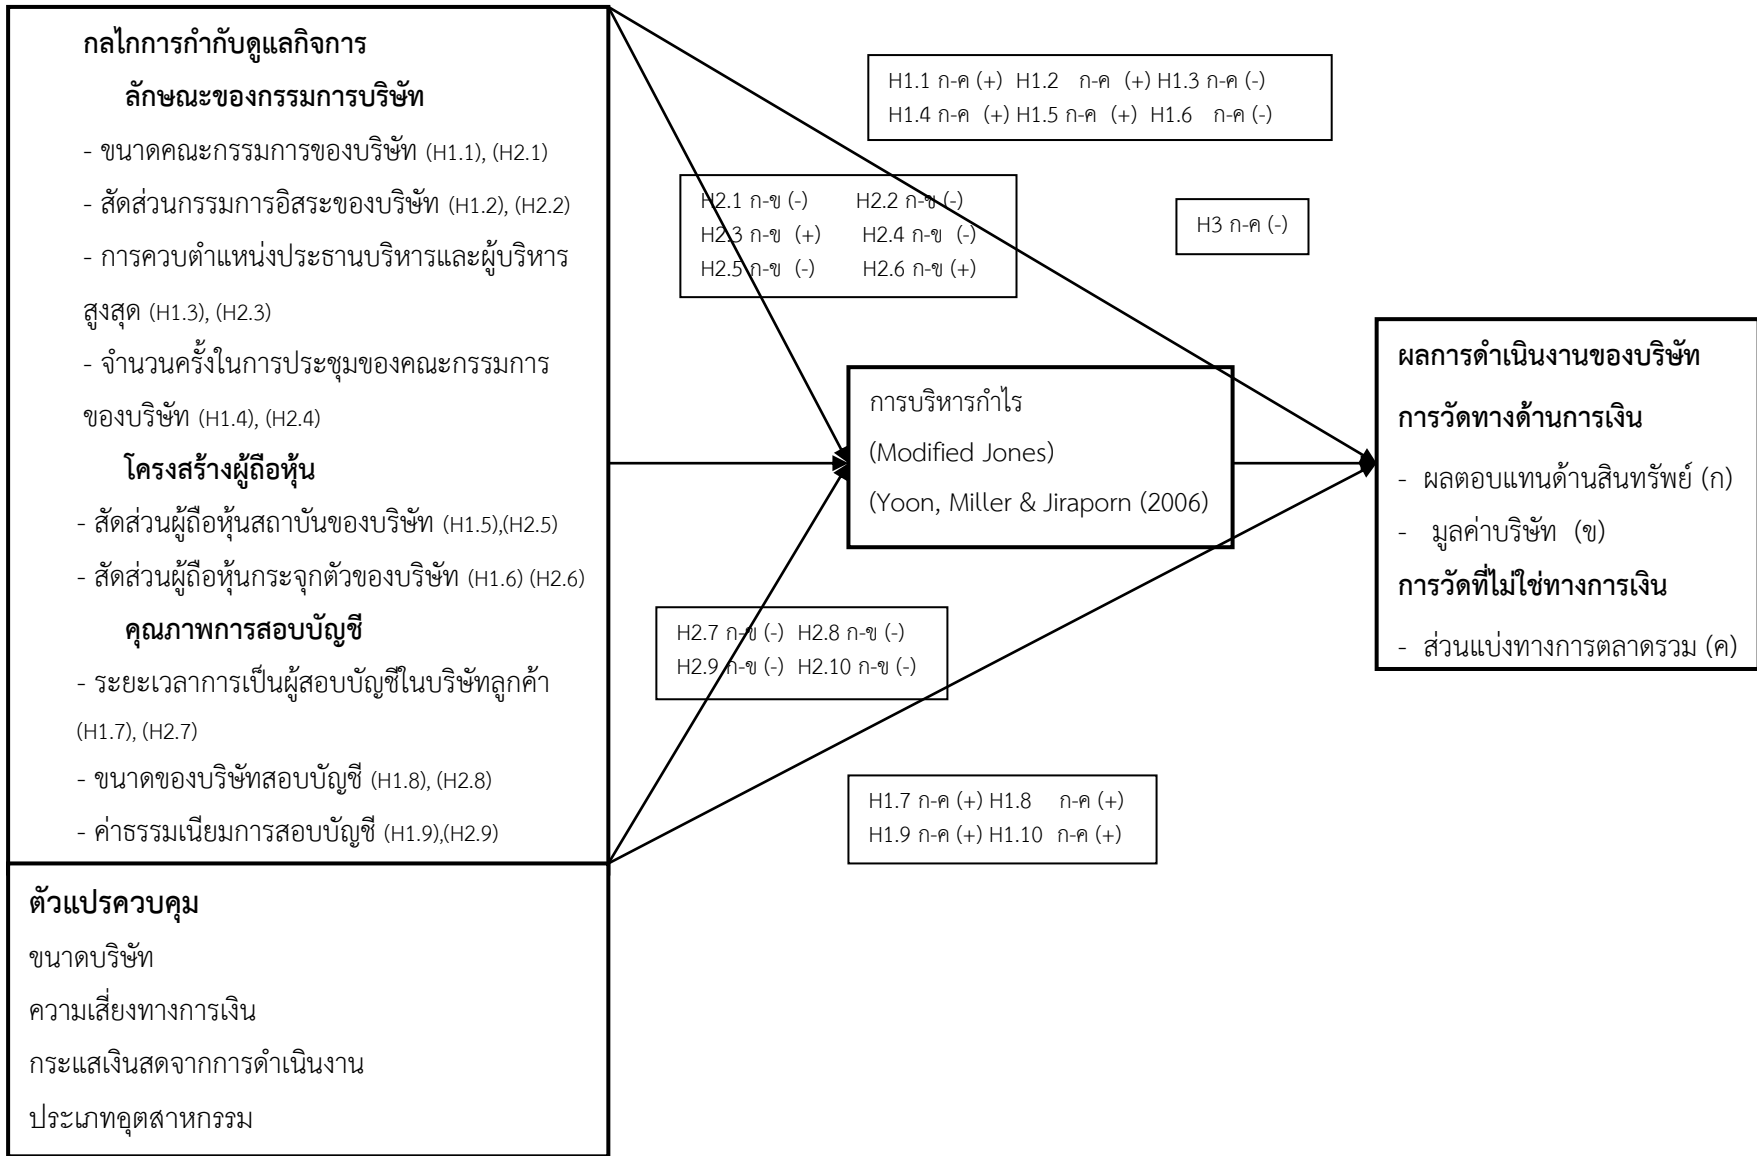 กลไกการกำกับดูแลกิจการ
ลักษณะของกรรมการบริษัท
- ขนาดคณะกรรมการของบริษัท (H1.1), (H2.1)
- สัดส่วนกรรมการอิสระของบริษัท (H1.2), (H2.2)
- การควบตำแหน่งประธานบริหารและผู้บริหาร
สูงสุด (H1.3), (H2.3)
- จำนวนครั้งในการประชุมของคณะกรรมการ
ของบริษัท (H1.4), (H2.4)
โครงสร้างผู้ถือหุ้น
- สัดส่วนผู้ถือหุ้นสถาบันของบริษัท (H1.5),(H2.5)
- สัดส่วนผู้ถือหุ้นกระจุกตัวของบริษัท (H1.6) (H2.6)
คุณภาพการสอบบัญชี
- ระยะเวลาการเป็นผู้สอบบัญชีในบริษัทลูกค้า
(H1.7), (H2.7)
- ขนาดของบริษัทสอบบัญชี (H1.8), (H2.8)
- ค่าธรรมเนียมการสอบบัญชี (H1.9),(H2.9)
ตัวแปรควบคุม
ขนาดบริษัท
ความเสี่ยงทางการเงิน
กระแสเงินสดจากการดำเนินงาน
ประเภทอุตสาหกรรม
H1.1 ก-ค (+) H1.2 ก-ค (+) H1.3 ก-ค (-)
H1.4 ก-ค (+) H1.5 ก-ค (+) H1.6 ก-ค (-)
H2.1 ก-ข (-) H2.2 ก-ข (-)
H2.3 ก-ข (+) H2.4 ก-ข (-)
H2.5 ก-ข (-) H2.6 ก-ข (+)
H3 ก-ค (-)
การบริหารกำไร
(Modified Jones)
(Yoon, Miller & Jiraporn (2006)
H2.7 ก-ข (-) H2.8 ก-ข (-)
H2.9 ก-ข (-) H2.10 ก-ข (-)
H1.7 ก-ค (+) H1.8 ก-ค (+)
H1.9 ก-ค (+) H1.10 ก-ค (+)
ผลการดำเนินงานของบริษัท
การวัดทางด้านการเงิน
- ผลตอบแทนด้านสินทรัพย์ (ก)
- มูลค่าบริษัท (ข)
การวัดที่ไม่ใช่ทางการเงิน
- ส่วนแบ่งทางการตลาดรวม (ค)